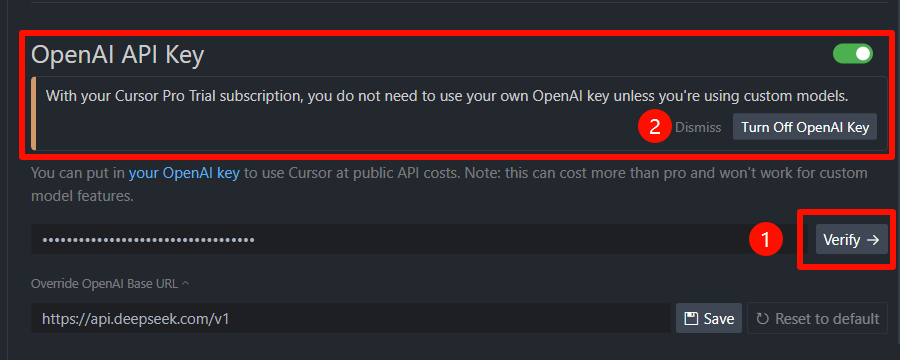 OpenAI API Key
With your Cursor Pro Trial subscription, you do not need to use your own OpenAI key unless you're using custom models.
2 Dismiss Turn Off OpenAI Key
You can put in your OpenAI key to use Cursor at public API costs. Note: this can cost more than pro and won't work for custom
model features.
••••••••••••••••••••••••••••••••••• 1 Verify →
Override OpenAI Base URL ^
https://api.deepseek.com/v1 Save Reset to default